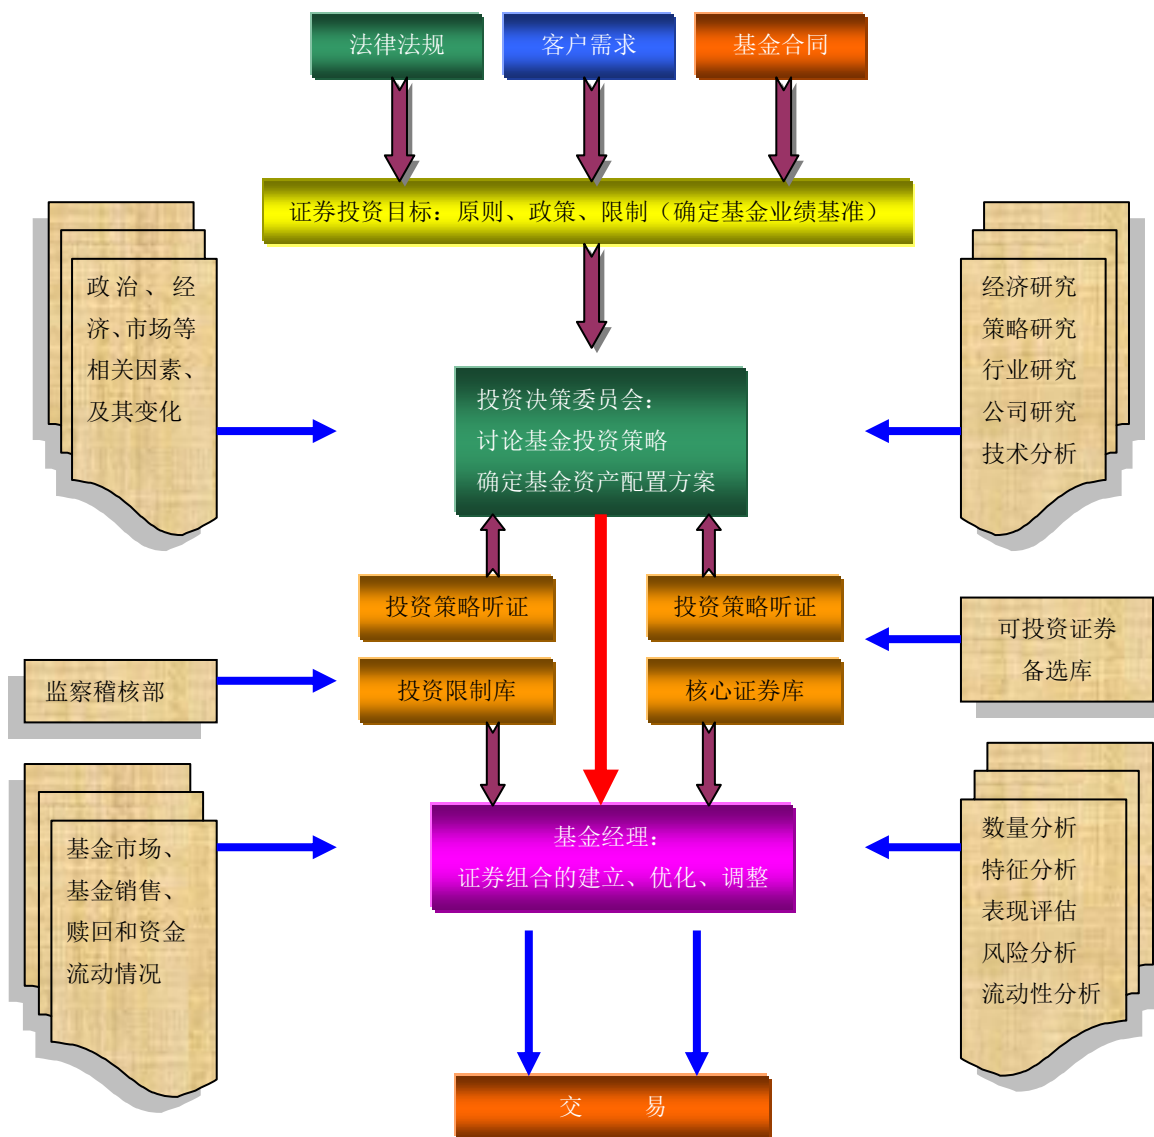 法律法规
客户需求
基金合同
证券投资目标：原则、政策、限制（确定基金业绩基准）
政治、经
济、市场等
相关因素、
及其变化
经济研究
策略研究
行业研究
公司研究
技术分析
投资决策委员会：
讨论基金投资策略
确定基金资产配置方案
投资策略听证
投资策略听证
可投资证券
备选库
监察稽核部
投资限制库
核心证券库
基金市场、
基金销售、
赎回和资金
流动情况
基金经理：
证券组合的建立、优化、调整
数量分析
特征分析
表现评估
风险分析
流动性分析
交 易